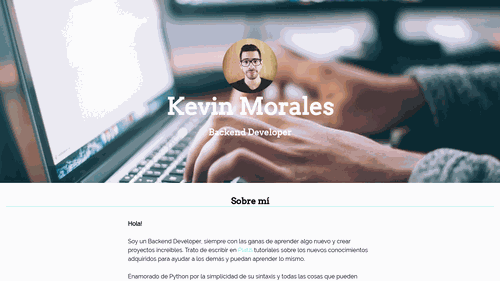 Kevin Morales
Backend Developer
Sobre mí
Hola!
Soy un Backend Developer, siempre con las ganas de aprender algo nuevo y crear
proyectos increíbles. Trato de escribir en
tutoriales sobre los nuevos conocimientos
adquiridos para ayudar a los demás y puedan aprender lo mismo.
Enamorado de Python por la simplicidad de su sintaxis y todas las cosas que pueden